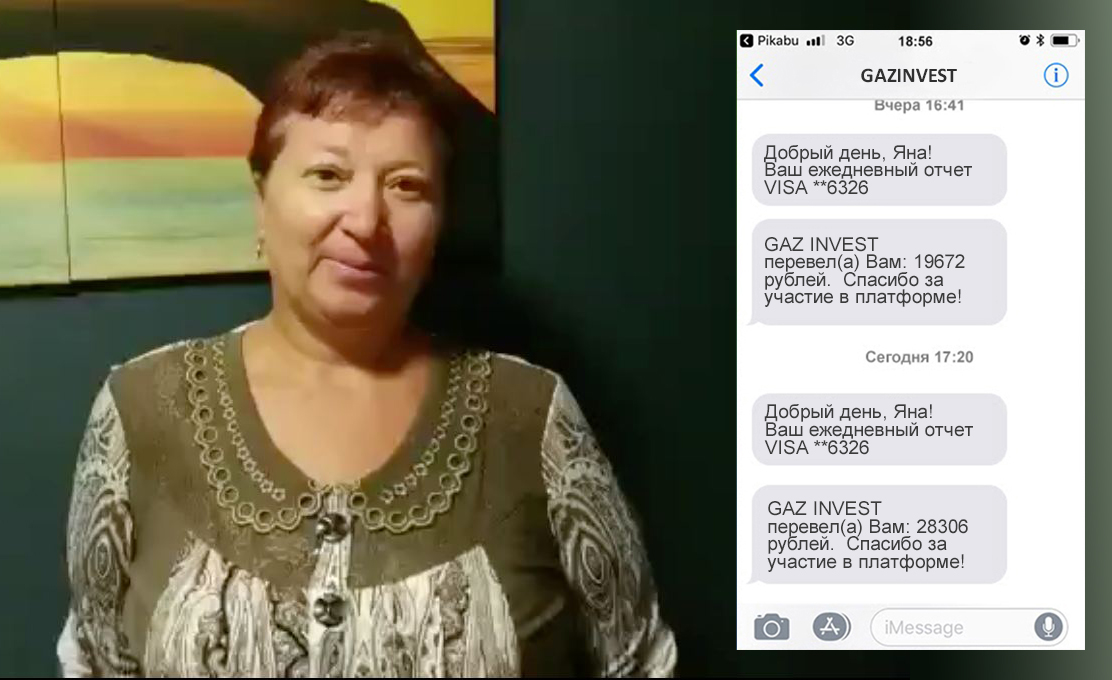 Pikabu 3G 18:56
GAZINVEST
Вчера 16:41
Добрый день, Яна!
Ваш ежедневный отчет
VISA **6326
GAZ INVEST
перевел(а) Вам: 19672
рублей. Спасибо за
участие в платформе!
Сегодня 17:20
Добрый день, Яна!
Ваш ежедневный отчет
VISA **6326
GAZ INVEST
перевел(а) Вам: 28306
рублей. Спасибо за
участие в платформе!
iMessage